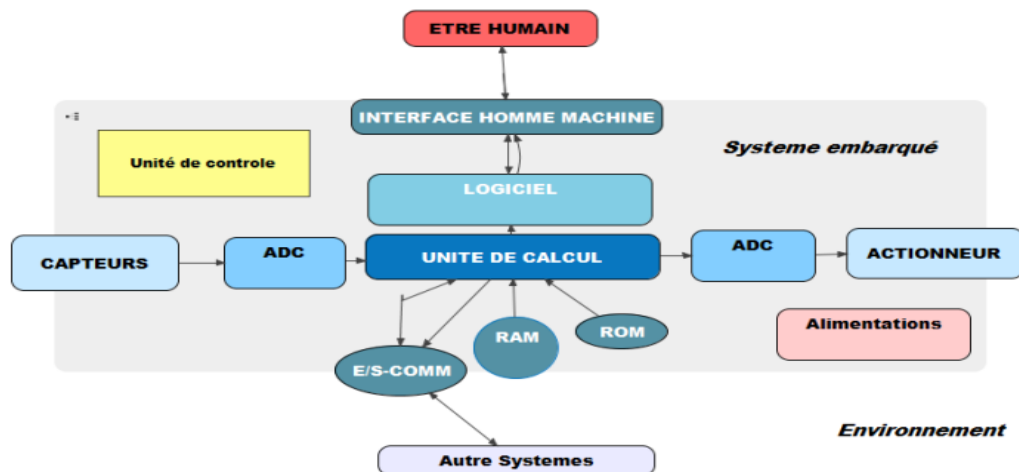 ETRE HUMAIN
INTERFACE HOMME MACHINE
Systeme embarqué
Unité de controle
LOGICIEL
CAPTEURS
ADC
UNITE DE CALCUL
ADC
ACTIONNEUR
RAM
ROM
Alimentations
E/S-COMM
Environnement
Autre Systemes